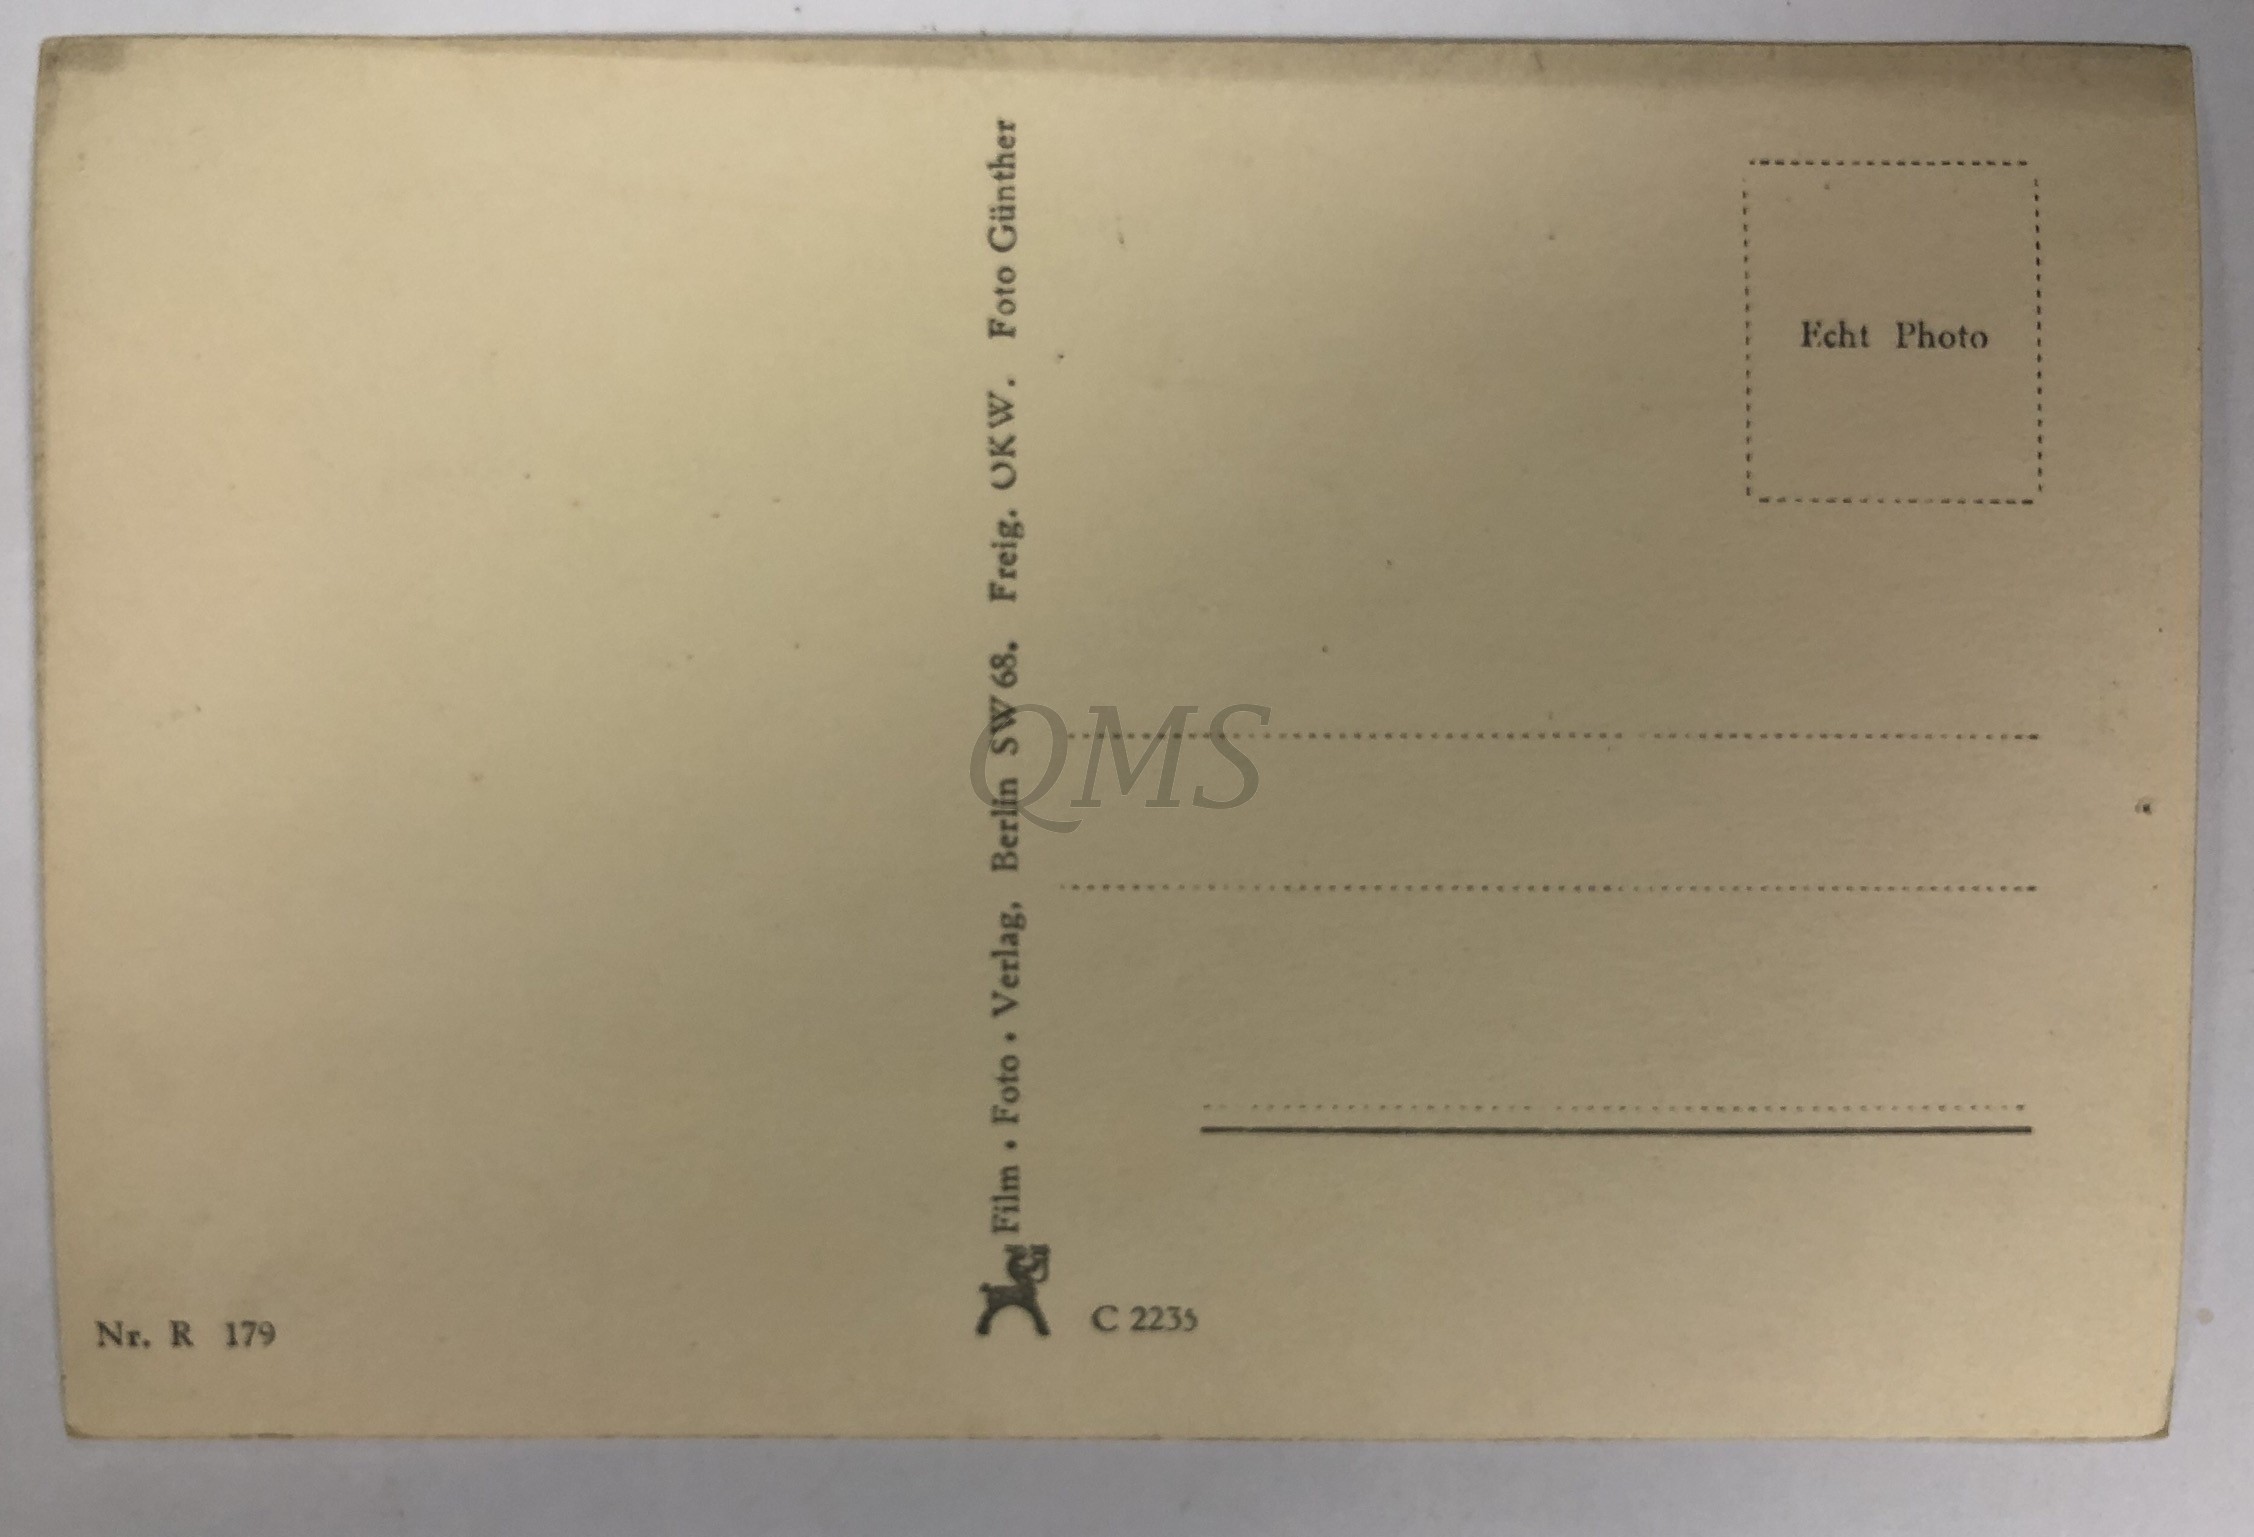 Film • Foto • Verlag, Berlin SW 68. Freig. OKW. Foto Günther
Echt Photo
QMS
Nr. R 179
C 2235